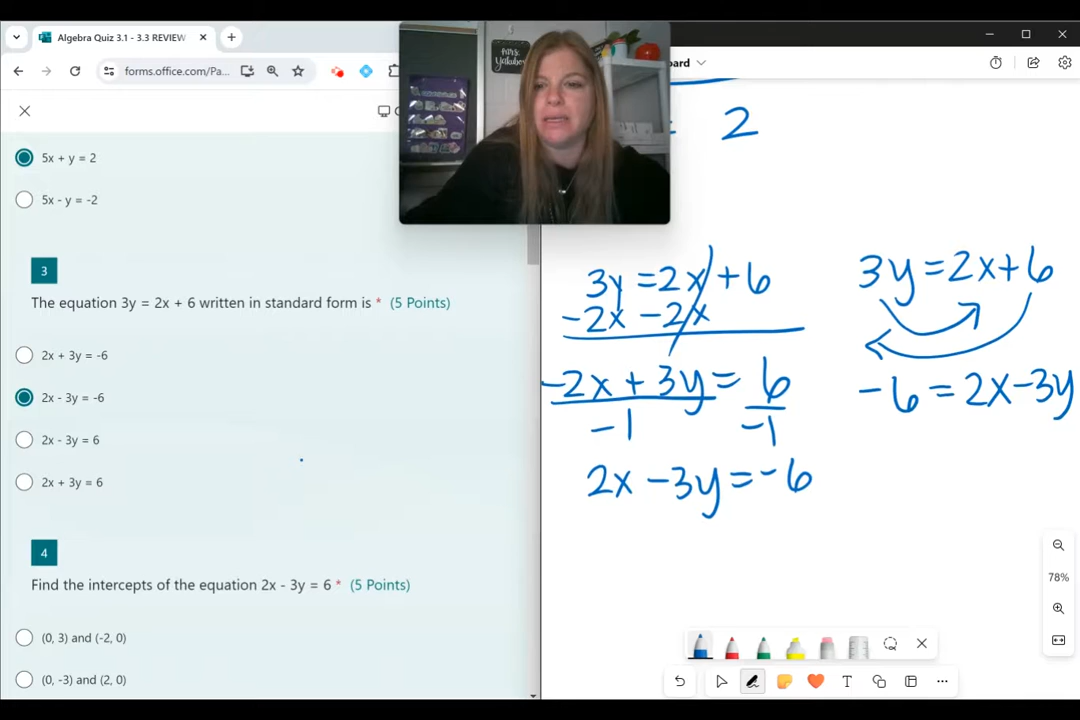 Algebra Quiz 3.1 - 3.3 REVIEW
forms.office.com/Pa...
5x + y = 2
5x - y = -2
3
The equation 3y = 2x + 6 written in standard form is * (5 Points)
2x + 3y = -6
2x - 3y = -6
2x - 3y = 6
2x + 3y = 6
4
Find the intercepts of the equation 2x - 3y = 6 * (5 Points)
(0, 3) and (-2, 0)
(0, -3) and (2, 0)
oard
2
3y = 2x + 6
-2x -2x
-2x + 3y = 6
-1 -1
2x - 3y = -6
3y = 2x + 6
-6 = 2x - 3y
78%